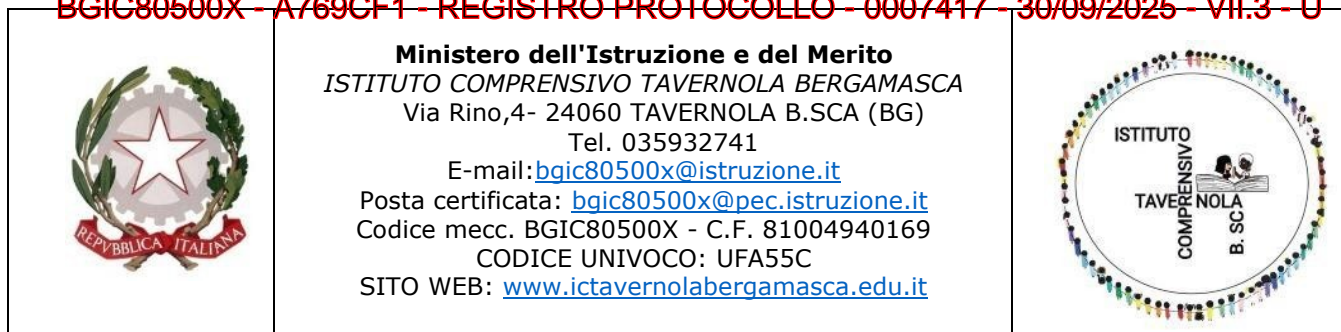 BGIC80500X - A769CF1 - REGISTRO PROTOCOLLO - 0007417 - 30/09/2025 - VII.3 - U
Ministero dell'Istruzione e del Merito
ISTITUTO COMPRENSIVO TAVERNOLA BERGAMASCA
Via Rino,4- 24060 TAVERNOLA B.SCA (BG)
Tel. 035932741
E-mail:bgic80500x@istruzione.it
Posta certificata: bgic80500x@pec.istruzione.it
Codice mecc. BGIC80500X - C.F. 81004940169
CODICE UNIVOCO: UFA55C
SITO WEB: www.ictavernolabergamasca.edu.it
REPVBBLICA ITALIANA
ISTITUTO
COMPRENSIVO
TAVERNOLA
B. SCA